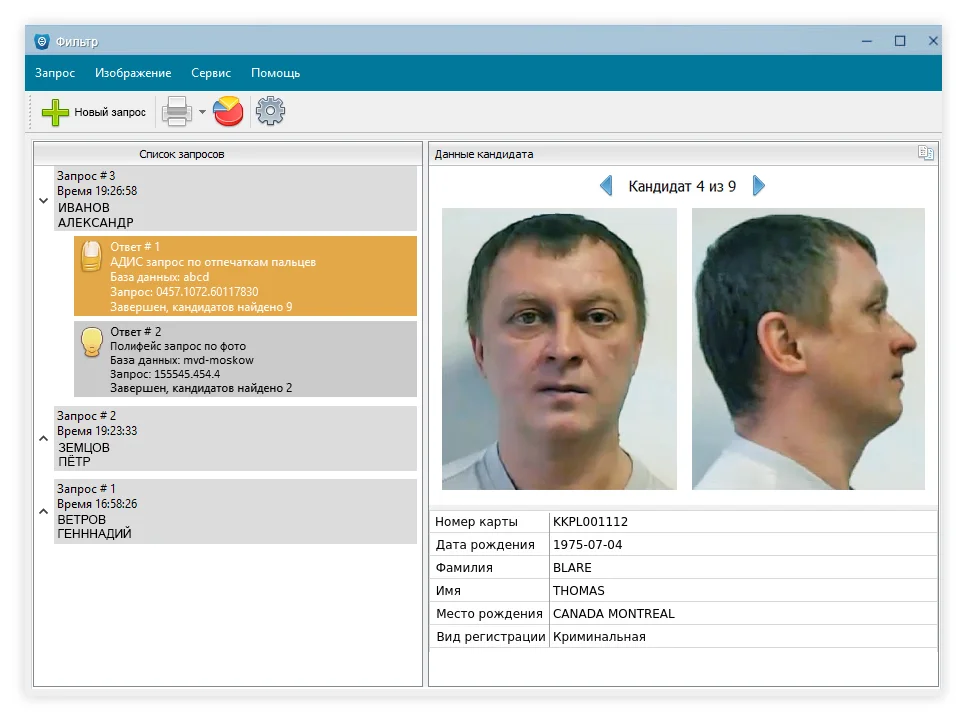 Фильтр
Запрос Изображение Сервис Помощь
Новый запрос
Список запросов
Запрос # 3
Время 19:26:58
ИВАНОВ
АЛЕКСАНДР
Ответ # 1
АДИС запрос по отпечаткам пальцев
База данных: abcd
Запрос: 0457.1072.60117830
Завершен, кандидатов найдено 9
Ответ # 2
Полифейс запрос по фото
База данных: mvd-moskow
Запрос: 155545.454.4
Завершен, кандидатов найдено 2
Запрос # 2
Время 19:23:33
ЗЕМЦОВ
ПЁТР
Запрос # 1
Время 16:58:26
ВЕТРОВ
ГЕНННАДИЙ
Данные кандидата
Кандидат 4 из 9
Номер карты KKPL001112
Дата рождения 1975-07-04
Фамилия BLARE
Имя THOMAS
Место рождения CANADA MONTREAL
Вид регистрации Криминальная